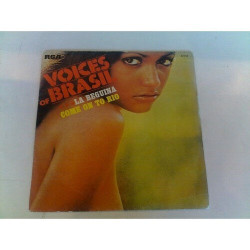 RCA
VOICES
OF BRASIL
LA REGUINA
COME ON TO RIO